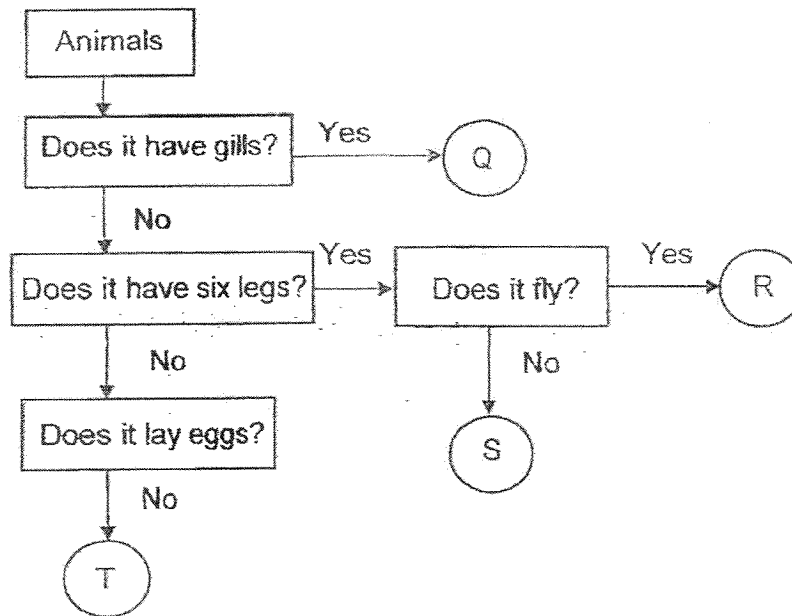 Animals
Does it have gills?
Yes
Q
No
Does it have six legs?
Yes
Does it fly?
Yes
R
No
No
Does it lay eggs?
S
No
T